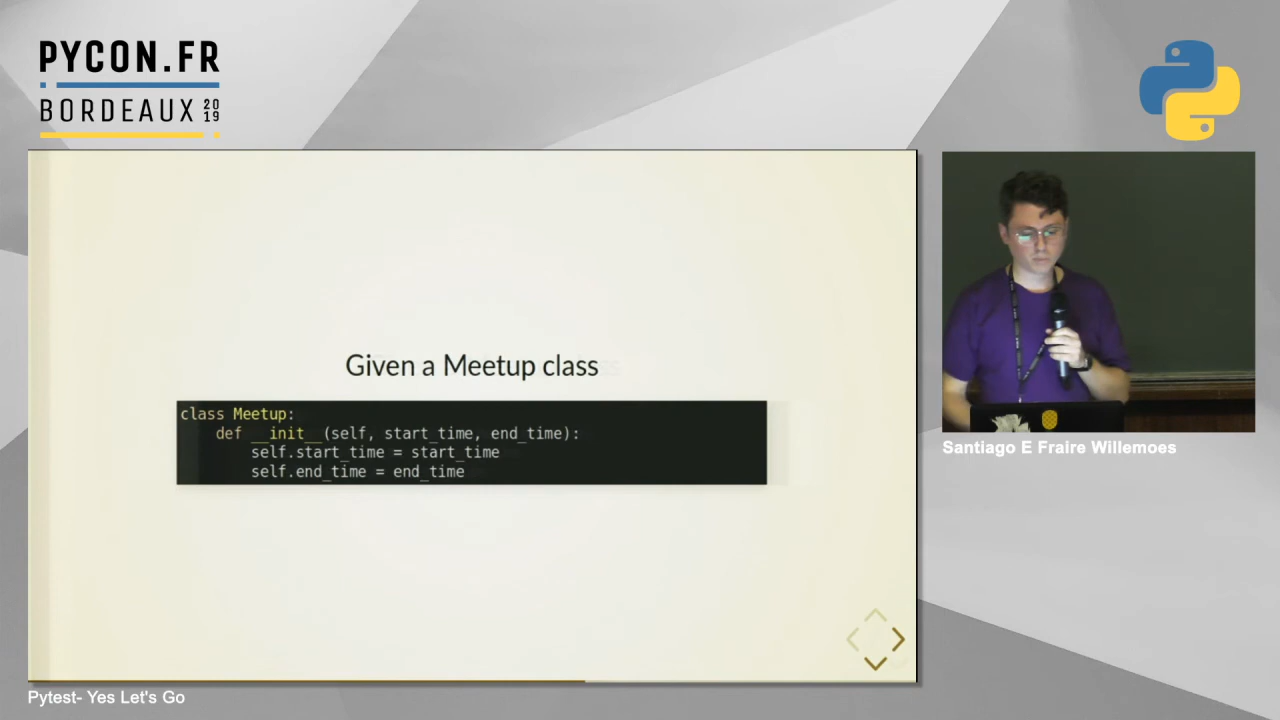 PYCON.FR
BORDEAUX 2019
Given a Meetup class
class Meetup:
    def __init__(self, start_time, end_time):
        self.start_time = start_time
        self.end_time = end_time
Santiago E Fraire Willemoes
Pytest- Yes Let's Go